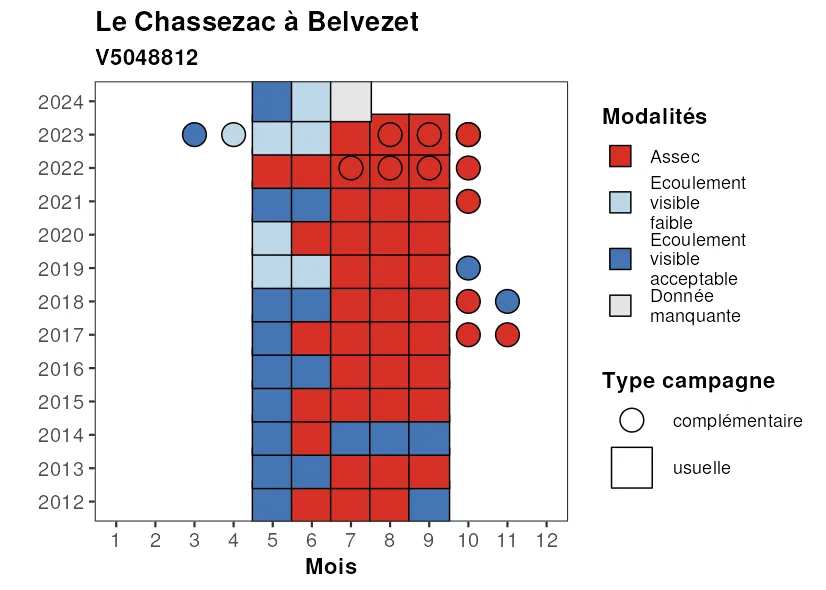 Le Chassezac à Belvezet
V5048812
2024
2023
2022
2021
2020
2019
2018
2017
2016
2015
2014
2013
2012
1 2 3 4 5 6 7 8 9 10 11 12
Mois
Modalités
Assec
Ecoulement
visible
faible
Ecoulement
visible
acceptable
Donnée
manquante
Type campagne
complémentaire
usuelle